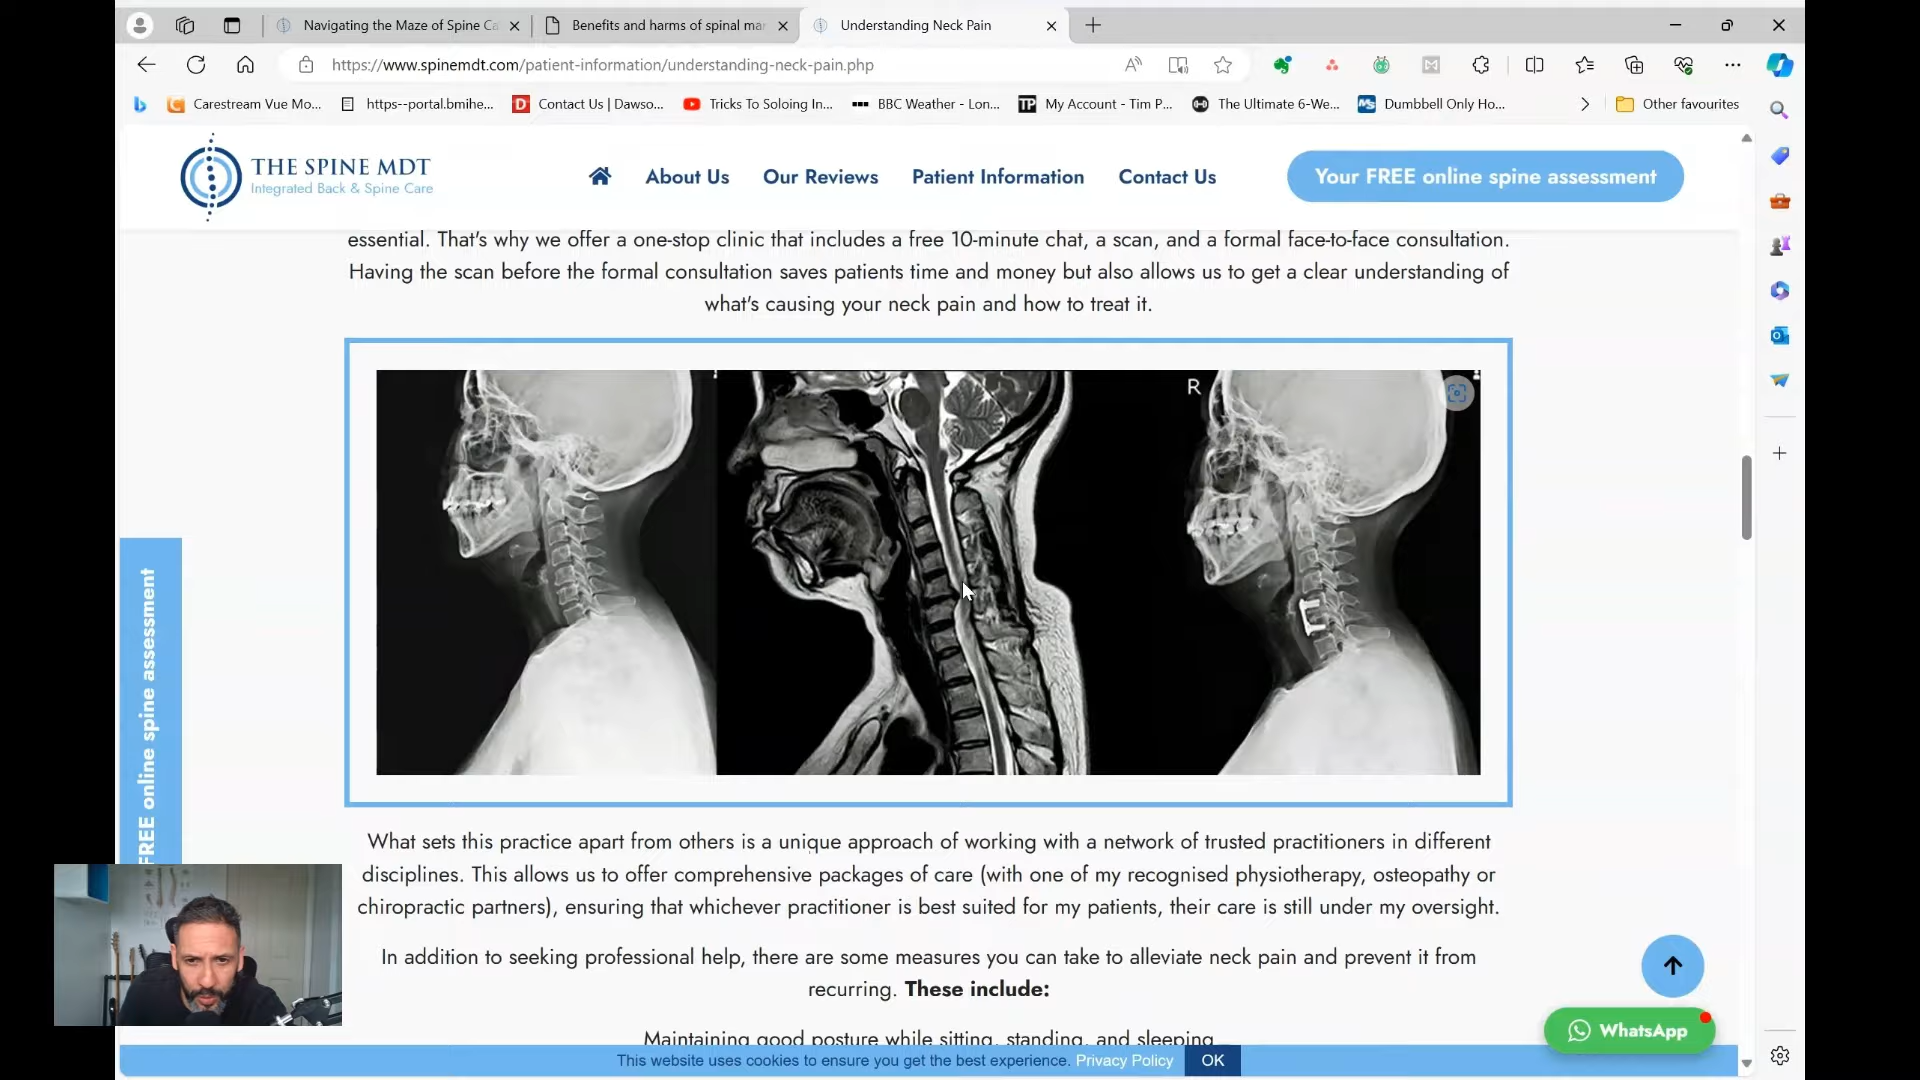 Navigating the Maze of Spine Ca
Benefits and harms of spinal mar
Understanding Neck Pain
https://www.spinemdt.com/patient-information/understanding-neck-pain.php
Carestream Vue Mo...
https--portal.bmihe...
Contact Us | Dawso...
Tricks To Soloing In...
BBC Weather - Lon...
TP
My Account - Tim P...
The Ultimate 6-We...
Dumbbell Only Ho...
Other favourites
THE SPINE MDT
Integrated Back & Spine Care
About Us
Our Reviews
Patient Information
Contact Us
Your FREE online spine assessment
essential. That's why we offer a one-stop clinic that includes a free 10-minute chat, a scan, and a formal face-to-face consultation.
Having the scan before the formal consultation saves patients time and money but also allows us to get a clear understanding of
what's causing your neck pain and how to treat it.
R
FREE online spine assessment
What sets this practice apart from others is a unique approach of working with a network of trusted practitioners in different
disciplines. This allows us to offer comprehensive packages of care (with one of my recognised physiotherapy, osteopathy or
chiropractic partners), ensuring that whichever practitioner is best suited for my patients, their care is still under my oversight.
In addition to seeking professional help, there are some measures you can take to alleviate neck pain and prevent it from
recurring. These include:
Maintaining good posture while sitting, standing, and sleeping
WhatsApp
This website uses cookies to ensure you get the best experience. Privacy Policy OK